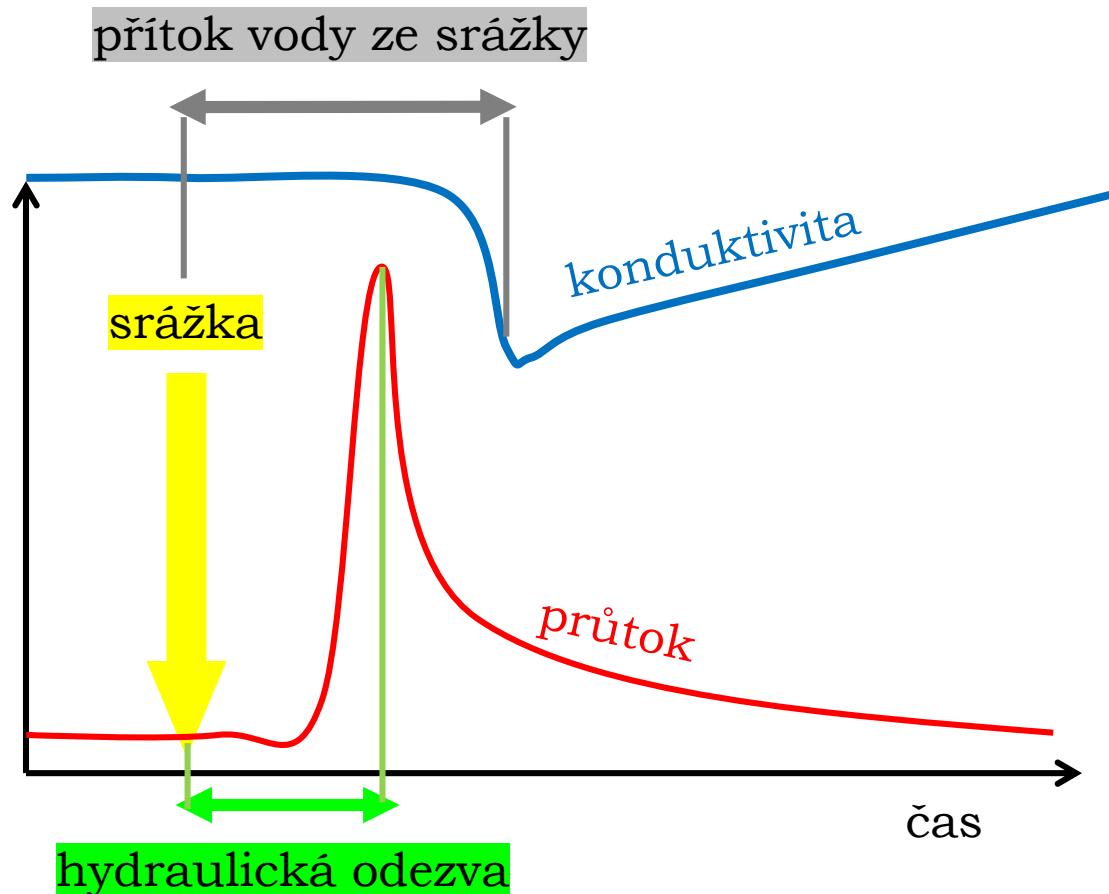 přítok vody ze srážky
konduktivita
srážka
průtok
čas
hydraulická odezva